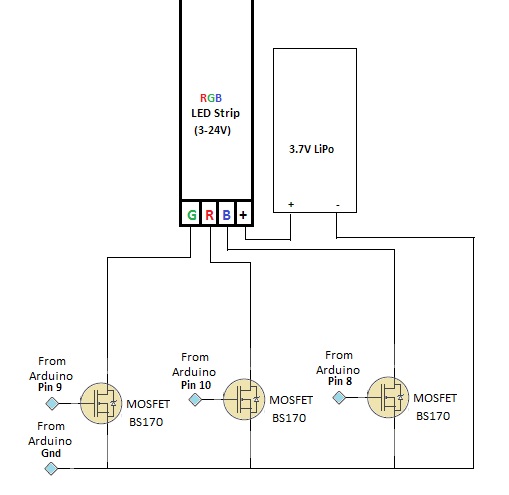 RGB
LED Strip
(3-24V)
3.7V LiPo
+ -
G R B +
From
Arduino
Pin 9
MOSFET
BS170
From
Arduino
Pin 10
MOSFET
BS170
From
Arduino
Pin 8
MOSFET
BS170
From
Arduino
Gnd